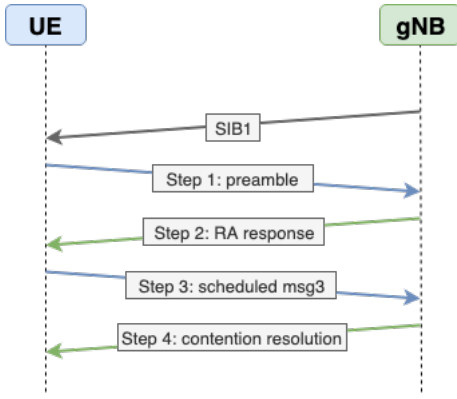 UE
gNB
SIB1
Step 1: preamble
Step 2: RA response
Step 3: scheduled msg3
Step 4: contention resolution